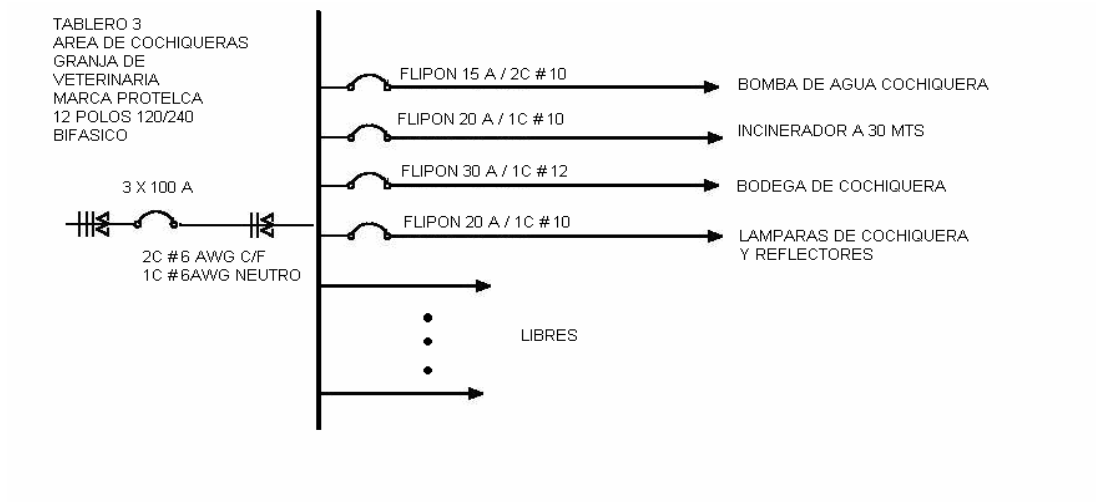 TABLERO 3
AREA DE COCHIQUERAS
GRANJA DE
VETERINARIA
MARCA PROTELCA
12 POLOS 120/240
BIFASICO
FLIPON 15 A / 2C # 10
BOMBA DE AGUA COCHIQUERA
FLIPON 20 A / 1C # 10
INCINERADOR A 30 MTS
FLIPON 30 A / 1C # 12
BODEGA DE COCHIQUERA
3 X 100 A
FLIPON 20 A / 1C # 10
LAMPARAS DE COCHIQUERA
Y REFLECTORES
2C #6 AWG C/F
1C #6AWG NEUTRO
LIBRES